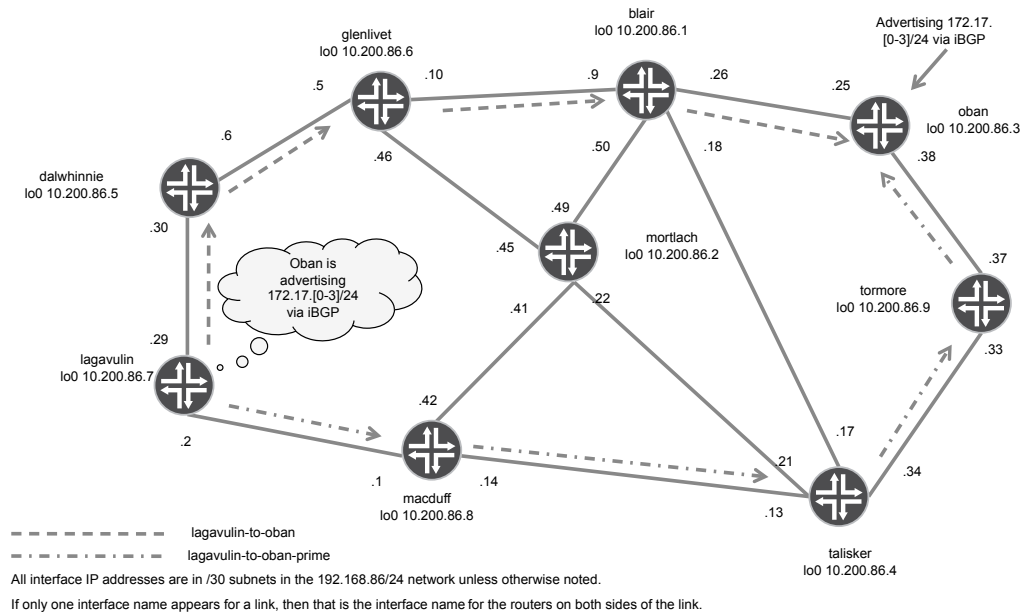 blair
lo0 10.200.86.1
Advertising 172.17.
[0-3]/24 via iBGP
glenlivet
lo0 10.200.86.6
.5
.10
.9
.26
.25
oban
lo0 10.200.86.3
.6
.46
.50
.18
.38
dalwhinnie
lo0 10.200.86.5
.30
.49
.45
mortlach
lo0 10.200.86.2
Oban is
advertising
172.17.[0-3]/24
via iBGP
.37
tormore
lo0 10.200.86.9
.41
.22
.33
.29
lagavulin
lo0 10.200.86.7
.42
.2
.17
.21
.34
.1
.14
macduff
lo0 10.200.86.8
.13
talisker
lo0 10.200.86.4
lagavulin-to-oban
lagavulin-to-oban-prime
All interface IP addresses are in /30 subnets in the 192.168.86/24 network unless otherwise noted.
If only one interface name appears for a link, then that is the interface name for the routers on both sides of the link.